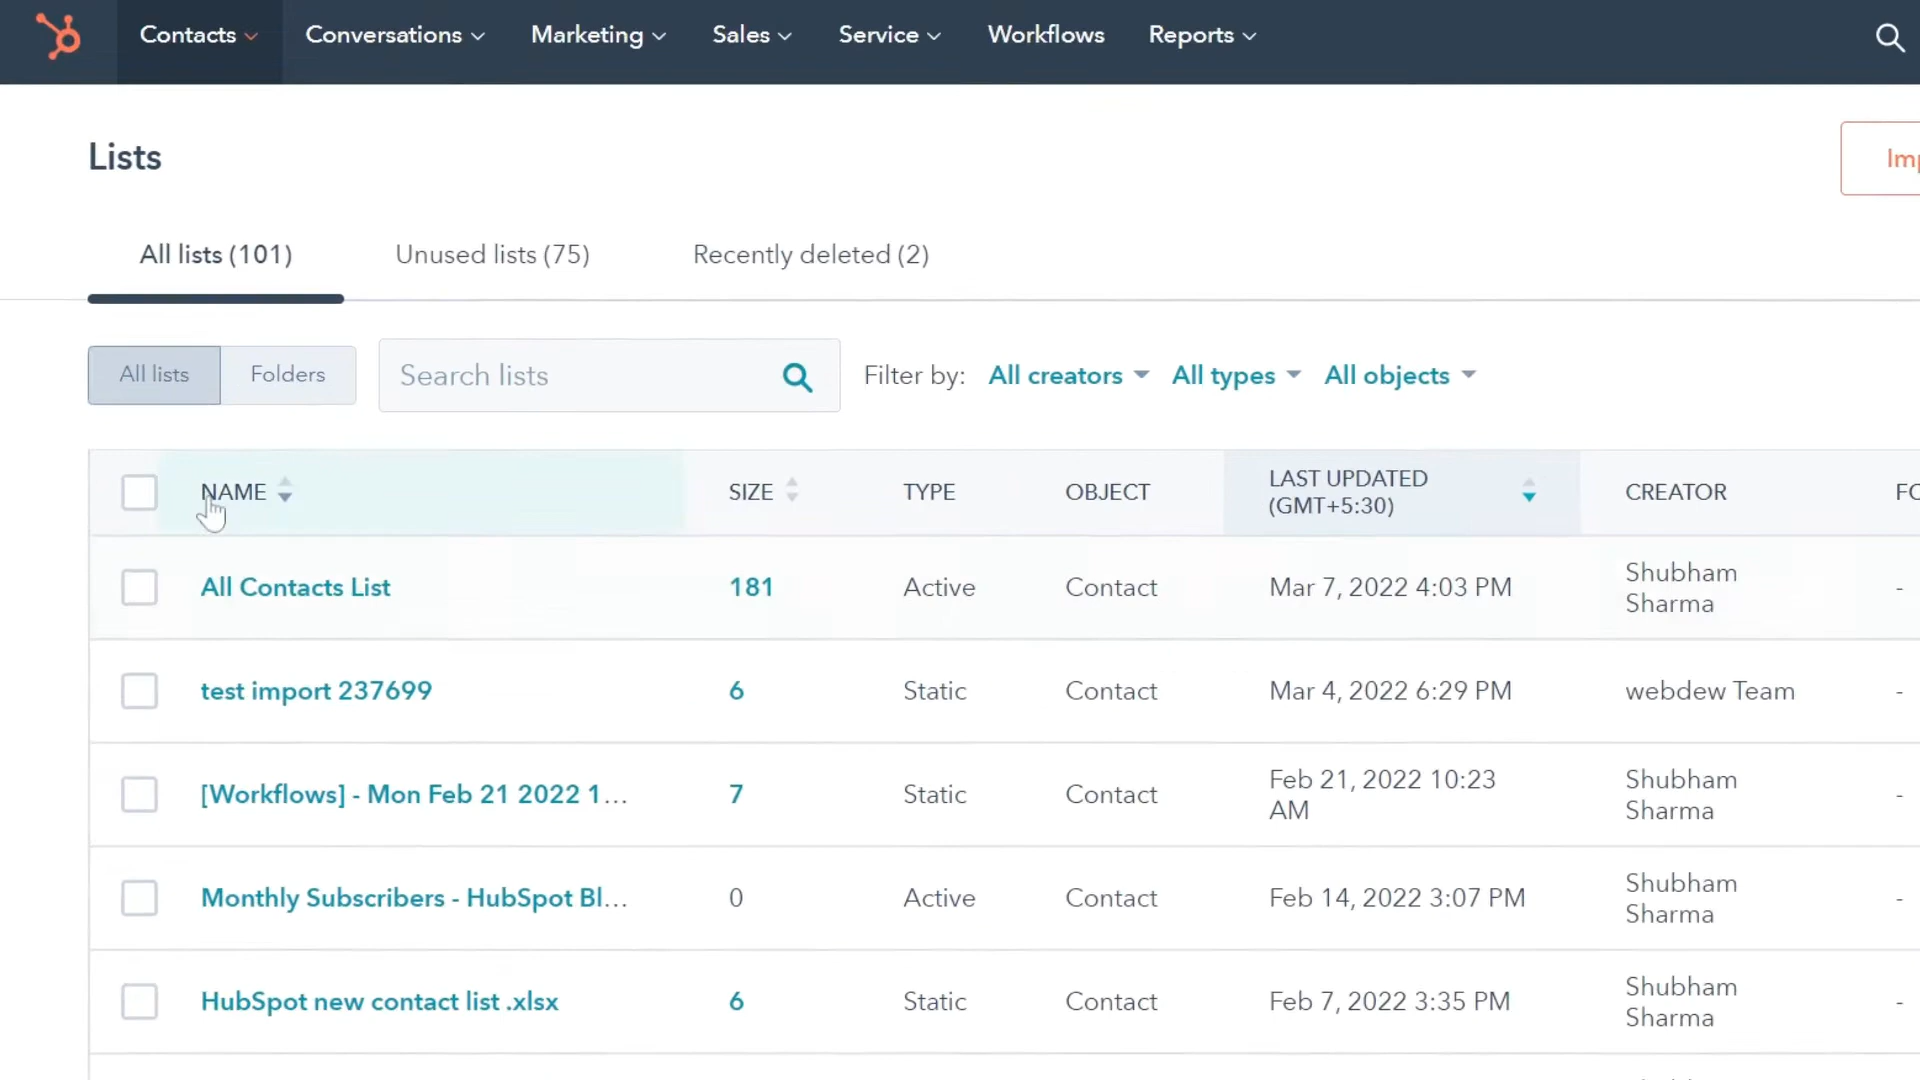 Contacts Conversations Marketing Sales Service Workflows Reports
Lists
Imp
All lists (101) Unused lists (75) Recently deleted (2)
All lists Folders Search lists Filter by: All creators All types All objects
NAME SIZE TYPE OBJECT LAST UPDATED (GMT+5:30) CREATOR FO
All Contacts List 181 Active Contact Mar 7, 2022 4:03 PM Shubham Sharma -
test import 237699 6 Static Contact Mar 4, 2022 6:29 PM webdew Team -
[Workflows] - Mon Feb 21 2022 1... 7 Static Contact Feb 21, 2022 10:23 AM Shubham Sharma -
Monthly Subscribers - HubSpot Bl... 0 Active Contact Feb 14, 2022 3:07 PM Shubham Sharma -
HubSpot new contact list .xlsx 6 Static Contact Feb 7, 2022 3:35 PM Shubham Sharma -